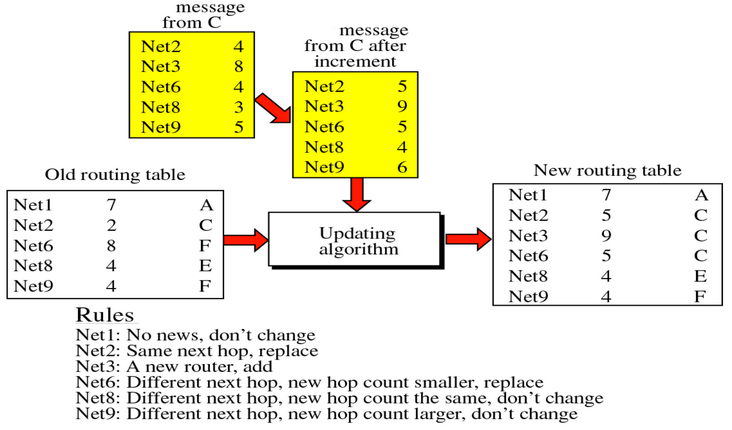 message
from C
Net2 4
Net3 8
Net6 4
Net8 3
Net9 5
message
from C after
increment
Net2 5
Net3 9
Net6 5
Net8 4
Net9 6
Old routing table
Net1 7 A
Net2 2 C
Net6 8 F
Net8 4 E
Net9 4 F
Updating
algorithm
New routing table
Net1 7 A
Net2 5 C
Net3 9 C
Net6 5 C
Net8 4 E
Net9 4 F
Rules
Net1: No news, don’t change
Net2: Same next hop, replace
Net3: A new router, add
Net6: Different next hop, new hop count smaller, replace
Net8: Different next hop, new hop count the same, don’t change
Net9: Different next hop, new hop count larger, don’t change